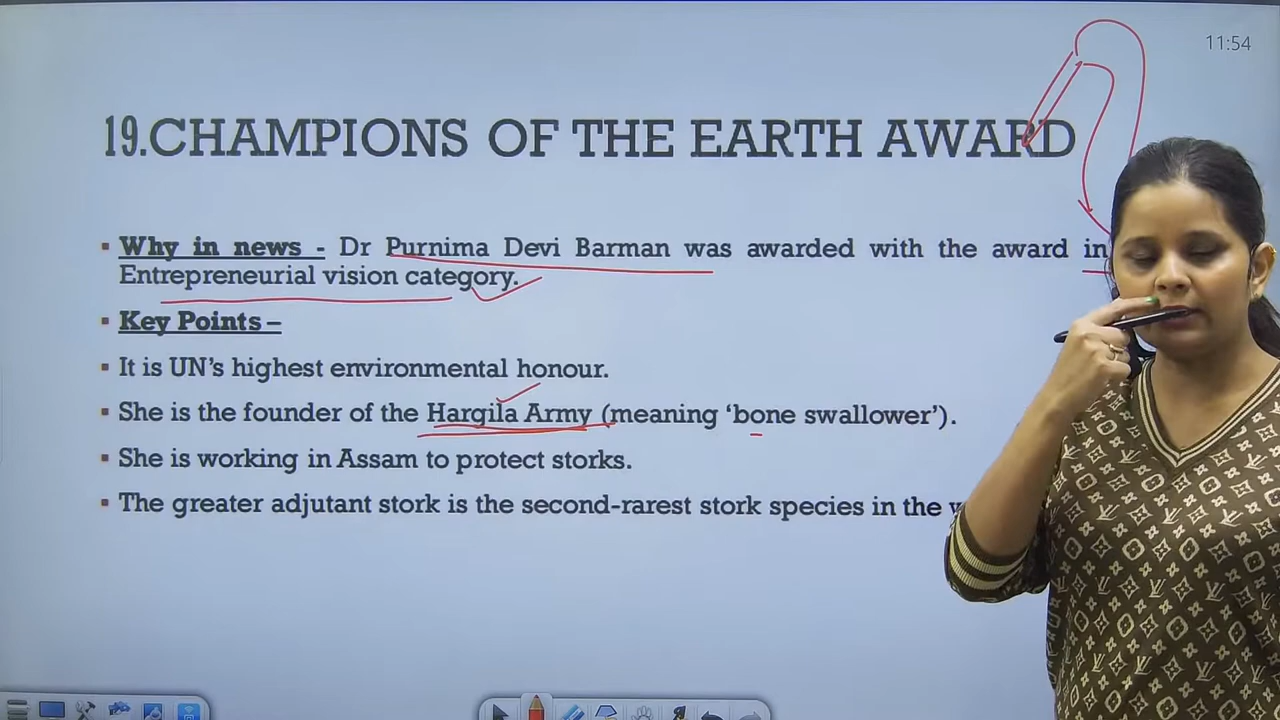 11:54
19.CHAMPIONS OF THE EARTH AWARD
▪ Why in news - Dr Purnima Devi Barman was awarded with the award in
Entrepreneurial vision category.
▪ Key Points –
▪ It is UN's highest environmental honour.
▪ She is the founder of the Hargila Army (meaning 'bone swallower').
▪ She is working in Assam to protect storks.
▪ The greater adjutant stork is the second-rarest stork species in the